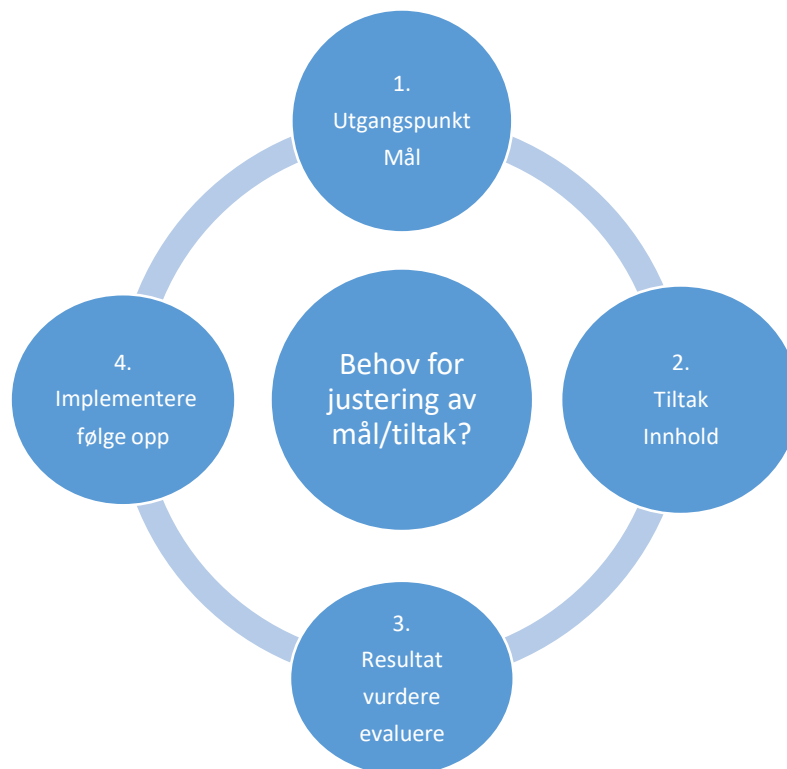 1.
Utgangspunkt
Mål
2.
Tiltak
Innhold
3.
Resultat
vurdere
evaluere
4.
Implementere
følge opp
Behov for
justering av
mål/tiltak?